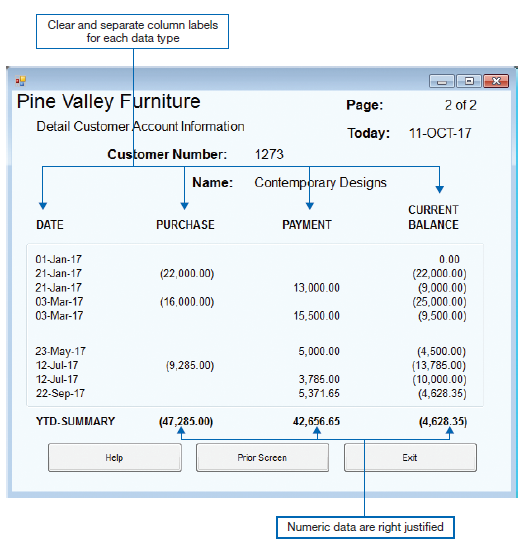 Clear and separate column labels
for each data type
Pine Valley Furniture
Page: 2 of 2
Detail Customer Account Information
Today: 11-OCT-17
Customer Number: 1273
Name: Contemporary Designs
DATE PURCHASE PAYMENT CURRENT BALANCE
01-Jan-17 0.00
21-Jan-17 (22,000.00) (22,000.00)
21-Jan-17 13,000.00 (9,000.00)
03-Mar-17 (16,000.00) (25,000.00)
03-Mar-17 15,500.00 (9,500.00)
23-May-17 5,000.00 (4,500.00)
12-Jul-17 (9,285.00) (13,785.00)
12-Jul-17 3,785.00 (10,000.00)
22-Sep-17 5,371.65 (4,628.35)
YTD-SUMMARY (47,285.00) 42,656.65 (4,628.35)
Help Prior Screen Exit
Numeric data are right justified